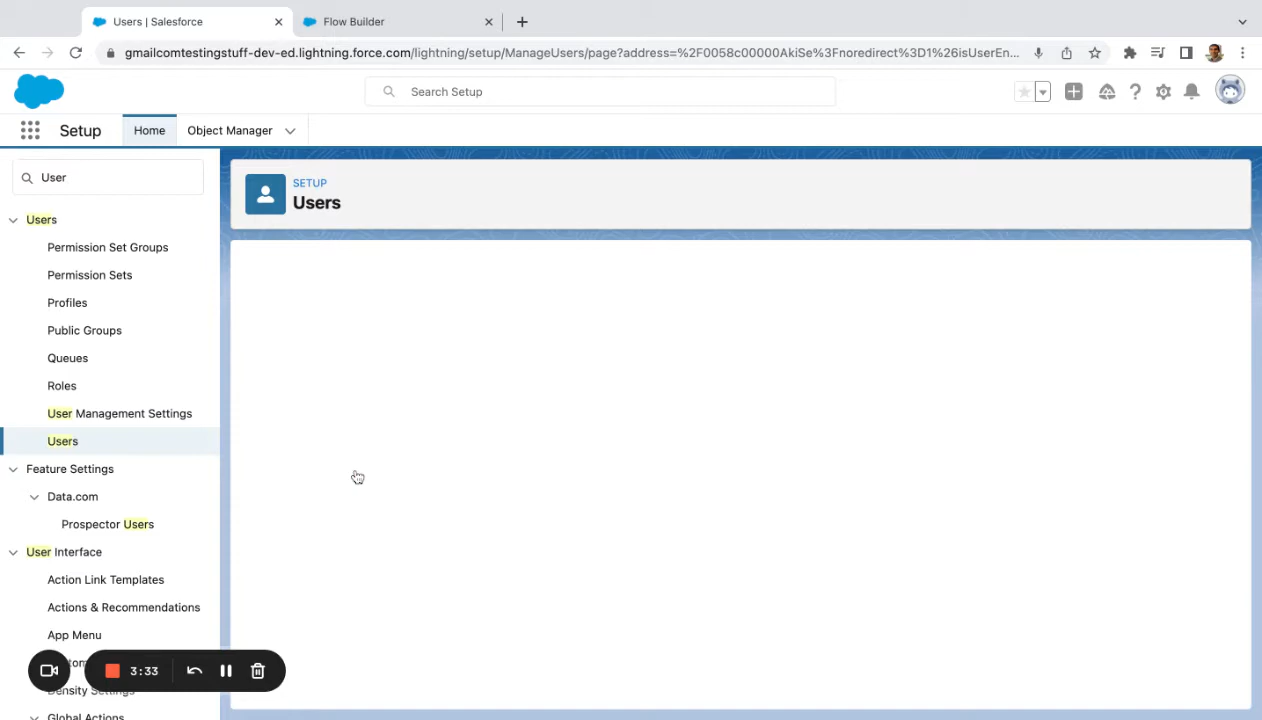 Users | Salesforce
Flow Builder
gmailcomtestingstuff-dev-ed.lightning.force.com/lightning/setup/ManageUsers/page?address=%2F0058c00000AkiSe%3Fnoredirect%3D1%26isUserEn...
Search Setup
Setup
Home
Object Manager
User
SETUP
Users
Users
Permission Set Groups
Permission Sets
Profiles
Public Groups
Queues
Roles
User Management Settings
Users
Feature Settings
Data.com
Prospector Users
User Interface
Action Link Templates
Actions & Recommendations
App Menu
3:33
Density Settings
Global Actions